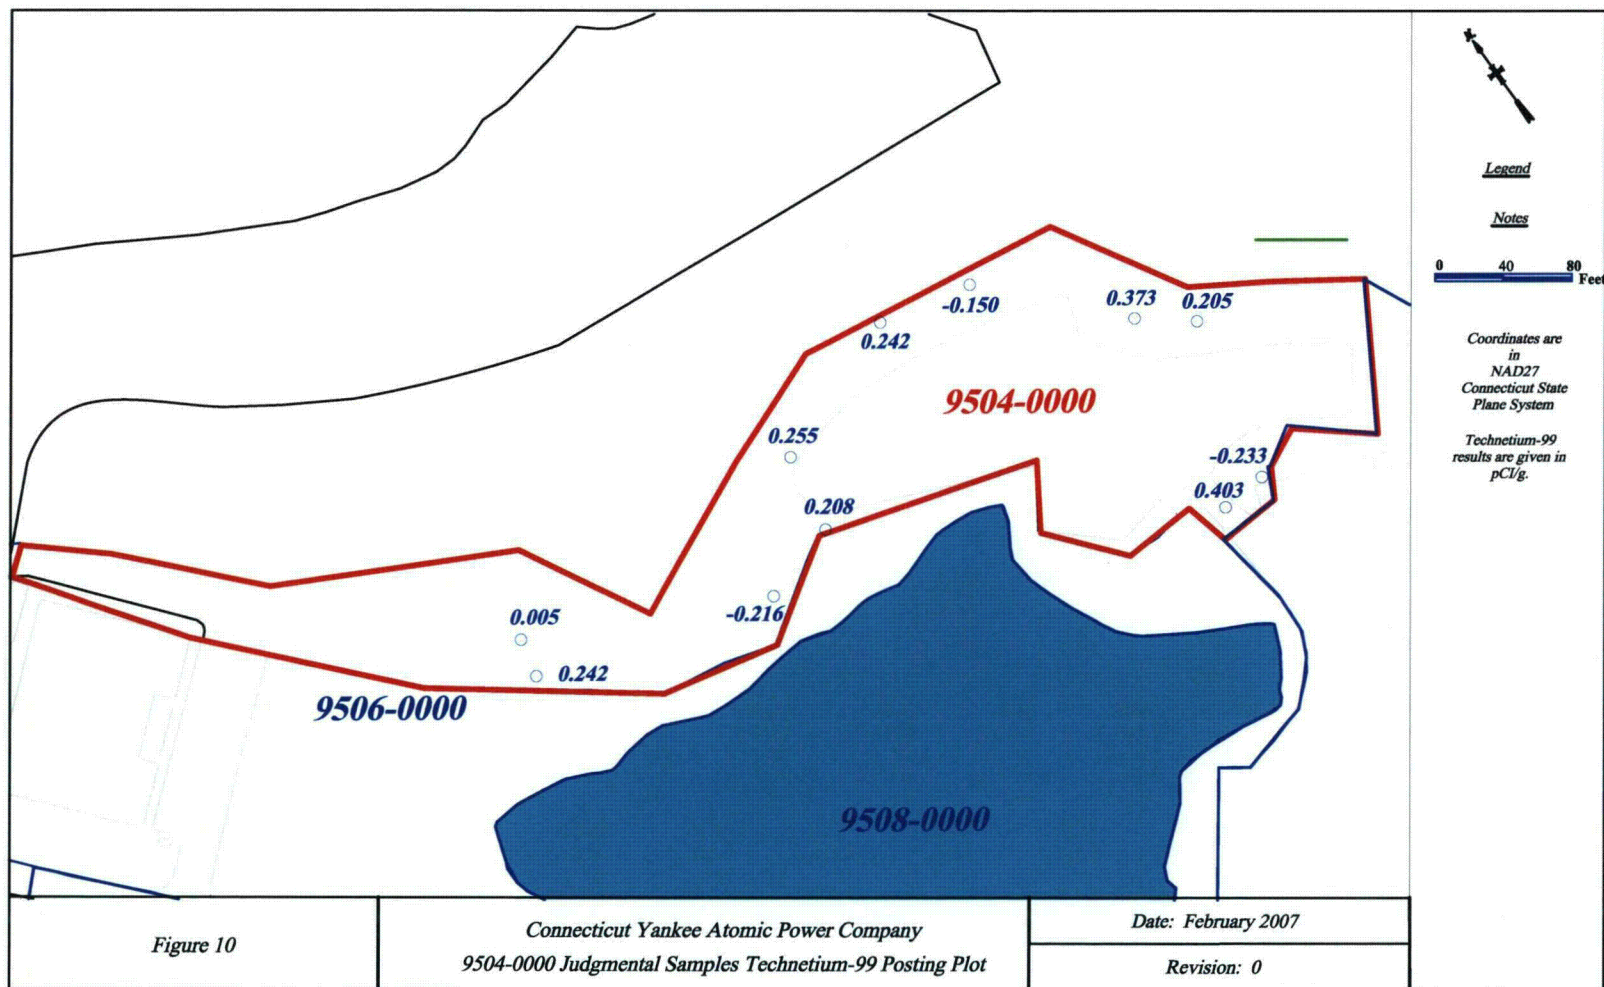 Legend
Notes
0 40 80
Feet
Coordinates are
in
NAD27
Connecticut State
Plane System
Technetium-99
results are given in
pCI/g.
-0.150
0.373
0.205
0.242
9504-0000
0.255
-0.233
0.403
0.208
-0.216
0.005
0.242
9506-0000
9508-0000
Figure 10
Connecticut Yankee Atomic Power Company
9504-0000 Judgmental Samples Technetium-99 Posting Plot
Date: February 2007
Revision: 0